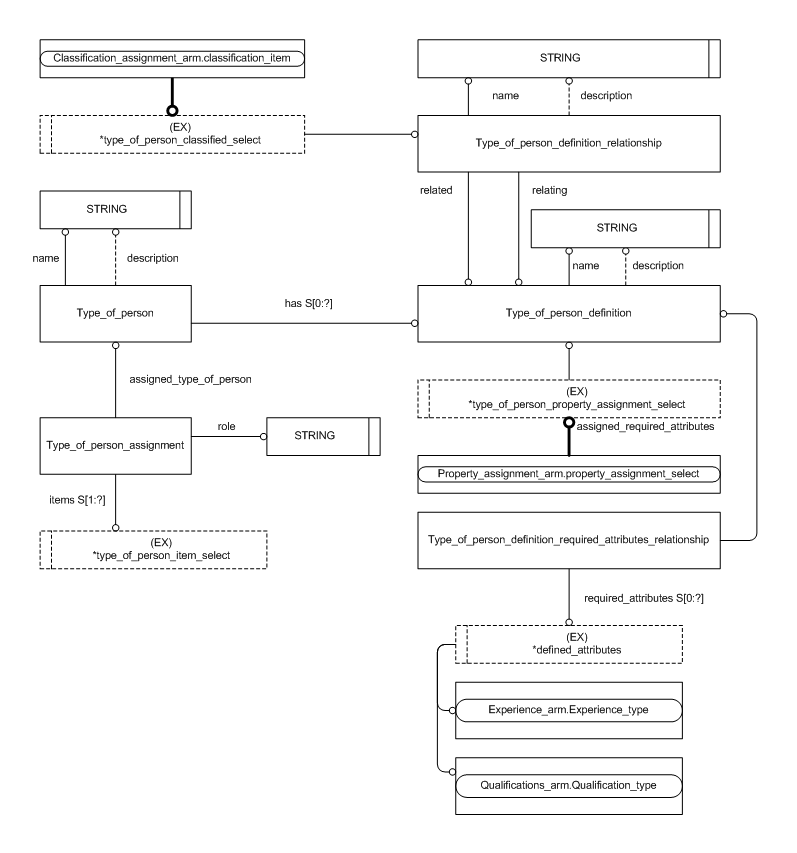 Classification_assignment_arm.classification_item
STRING
name
description
(EX)
*type_of_person_classified_select
Type_of_person_definition_relationship
related
relating
STRING
name
description
STRING
name
description
Type_of_person
has S[0:?]
Type_of_person_definition
assigned_type_of_person
(EX)
*type_of_person_property_assignment_select
assigned_required_attributes
Type_of_person_assignment
role
STRING
Property_assignment_arm.property_assignment_select
items S[1:?]
(EX)
*type_of_person_item_select
Type_of_person_definition_required_attributes_relationship
required_attributes S[0:?]
(EX)
*defined_attributes
Experience_arm.Experience_type
Qualifications_arm.Qualification_type